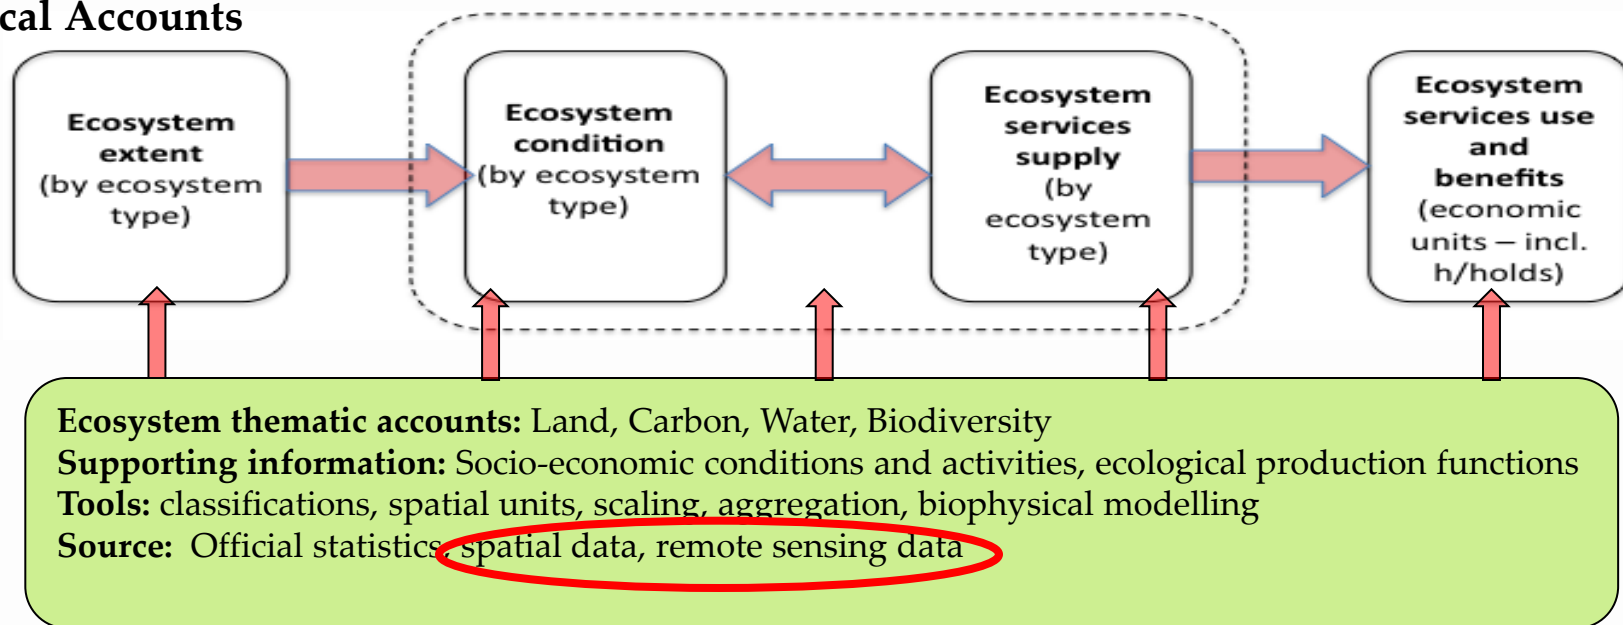 cal Accounts
Ecosystem
extent
(by ecosystem
type)
Ecosystem
condition
(by ecosystem
type)
Ecosystem
services
supply
(by
ecosystem
type)
Ecosystem
services use
and
benefits
(economic
units – incl.
h/holds)
Ecosystem thematic accounts: Land, Carbon, Water, Biodiversity
Supporting information: Socio-economic conditions and activities, ecological production functions
Tools: classifications, spatial units, scaling, aggregation, biophysical modelling
Source: Official statistics, spatial data, remote sensing data